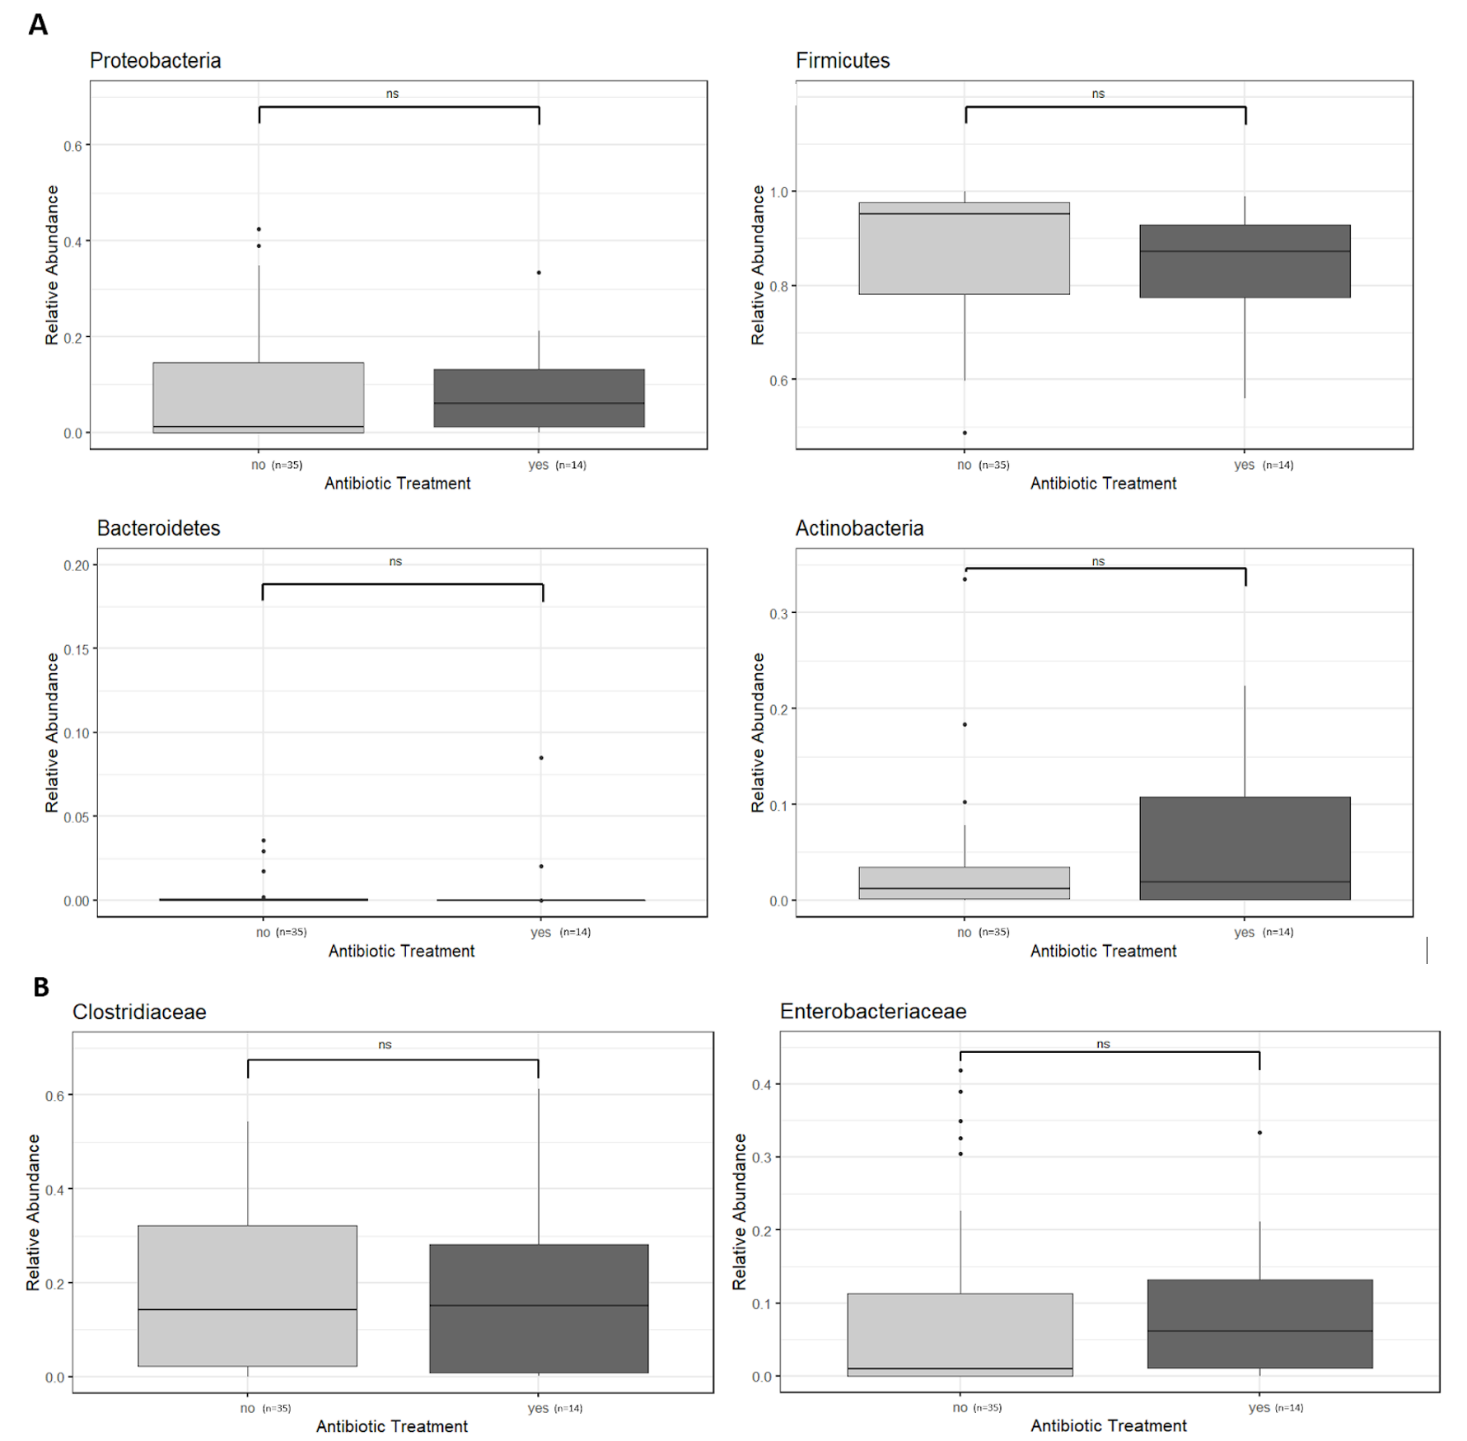 A
Proteobacteria
ns
Relative Abundance
0.6
0.4
0.2
0.0
no (n=35)
yes (n=14)
Antibiotic Treatment
Firmicutes
ns
Relative Abundance
1.0
0.8
0.6
no (n=35)
yes (n=14)
Antibiotic Treatment
Bacteroidetes
ns
Relative Abundance
0.20
0.15
0.10
0.05
0.00
no (n=35)
yes (n=14)
Antibiotic Treatment
Actinobacteria
ns
Relative Abundance
0.3
0.2
0.1
0.0
no (n=35)
yes (n=14)
Antibiotic Treatment
B
Clostridiaceae
ns
Relative Abundance
0.6
0.4
0.2
0.0
no (n=35)
yes (n=14)
Antibiotic Treatment
Enterobacteriaceae
ns
Relative Abundance
0.4
0.3
0.2
0.1
0.0
no (n=35)
yes (n=14)
Antibiotic Treatment